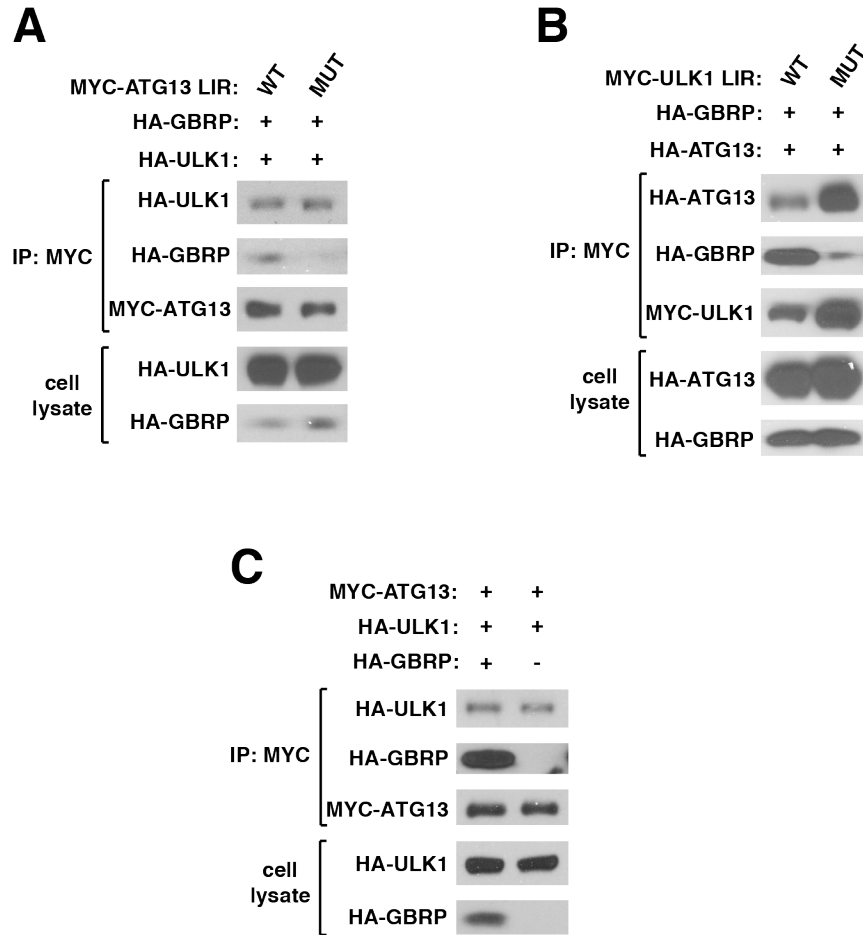 A
MYC-ATG13 LIR: WT MUT
HA-GBRP: + +
HA-ULK1: + +
IP: MYC
HA-ULK1
HA-GBRP
MYC-ATG13
cell
lysate
HA-ULK1
HA-GBRP
B
MYC-ULK1 LIR: WT MUT
HA-GBRP: + +
HA-ATG13: + +
IP: MYC
HA-ATG13
HA-GBRP
MYC-ULK1
cell
lysate
HA-ATG13
HA-GBRP
C
MYC-ATG13: + +
HA-ULK1: + +
HA-GBRP: + -
IP: MYC
HA-ULK1
HA-GBRP
MYC-ATG13
cell
lysate
HA-ULK1
HA-GBRP